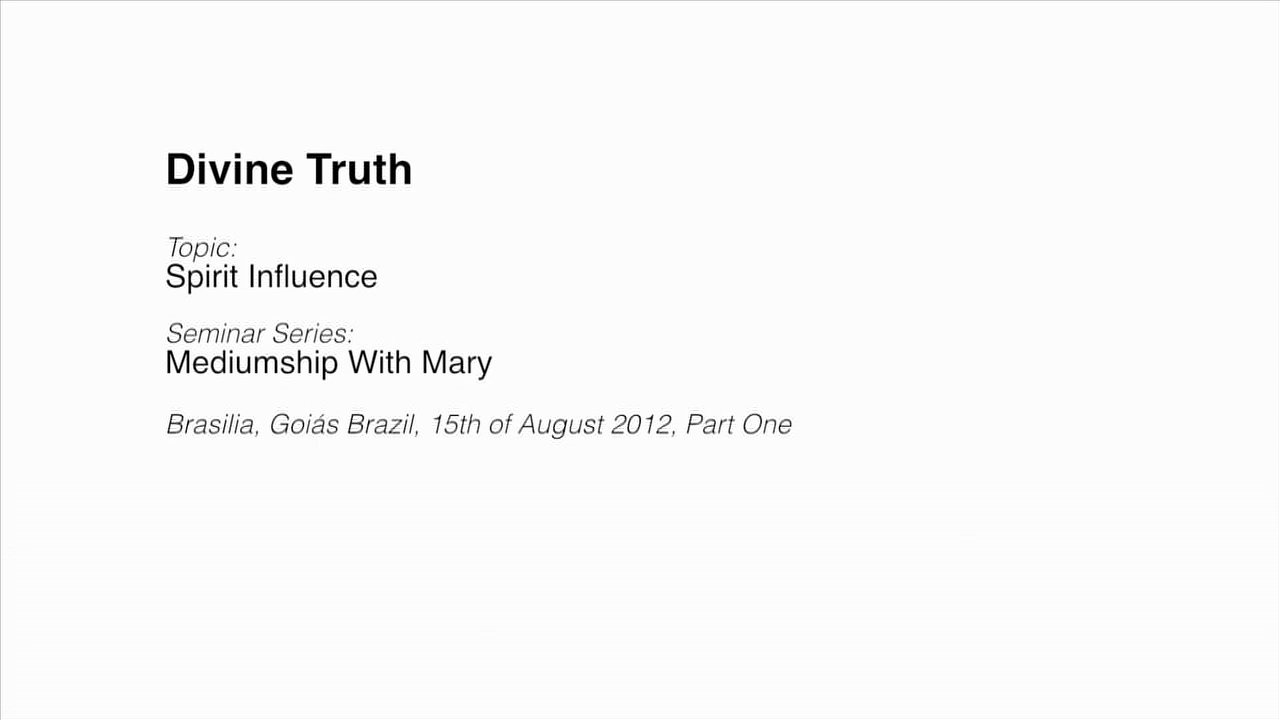 Divine Truth
Topic:
Spirit Influence
Seminar Series:
Mediumship With Mary
Brasilia, Goiás Brazil, 15th of August 2012, Part One